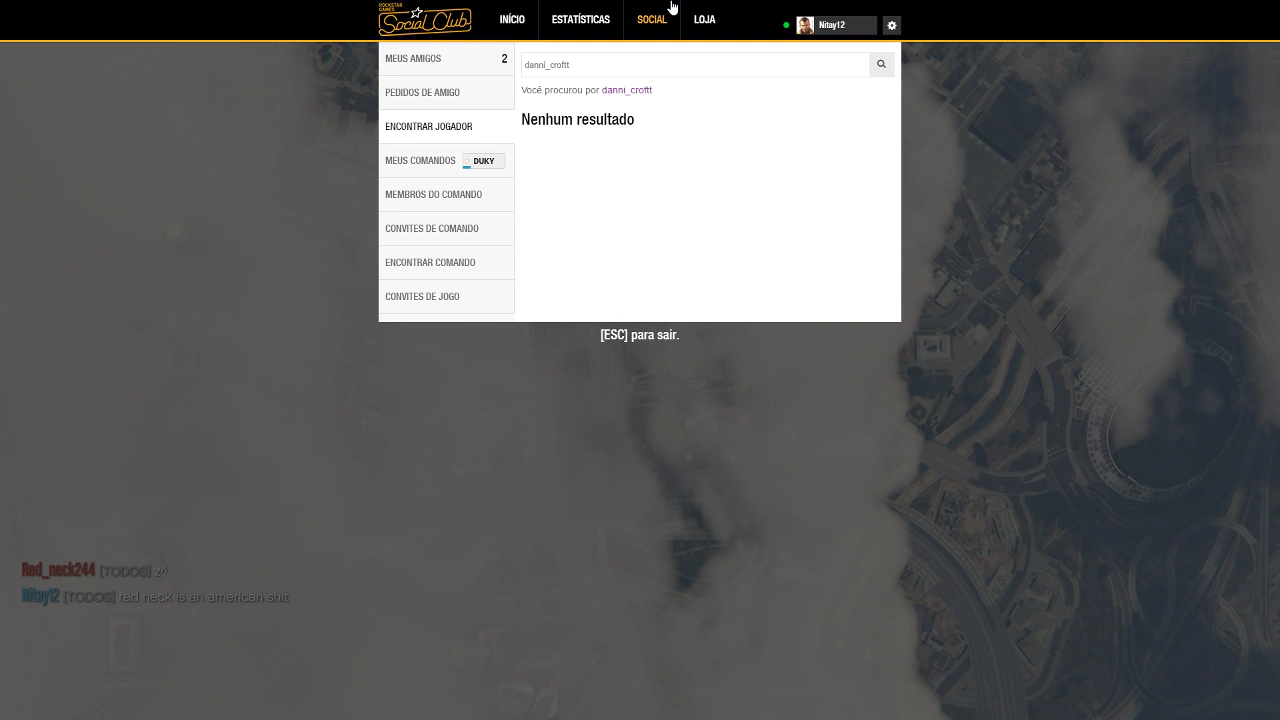 ROCKSTAR
GAMES
Social Club
INÍCIO
ESTATÍSTICAS
SOCIAL
LOJA
Nitay12
MEUS AMIGOS 2
PEDIDOS DE AMIGO
ENCONTRAR JOGADOR
MEUS COMANDOS DUKY
MEMBROS DO COMANDO
CONVITES DE COMANDO
ENCONTRAR COMANDO
CONVITES DE JOGO
danni_croftt
Você procurou por danni_croftt
Nenhum resultado
[ESC] para sair.
Red_neck244 [TODOS] 2^
Nitay12 [TODOS] red neck is an american shit